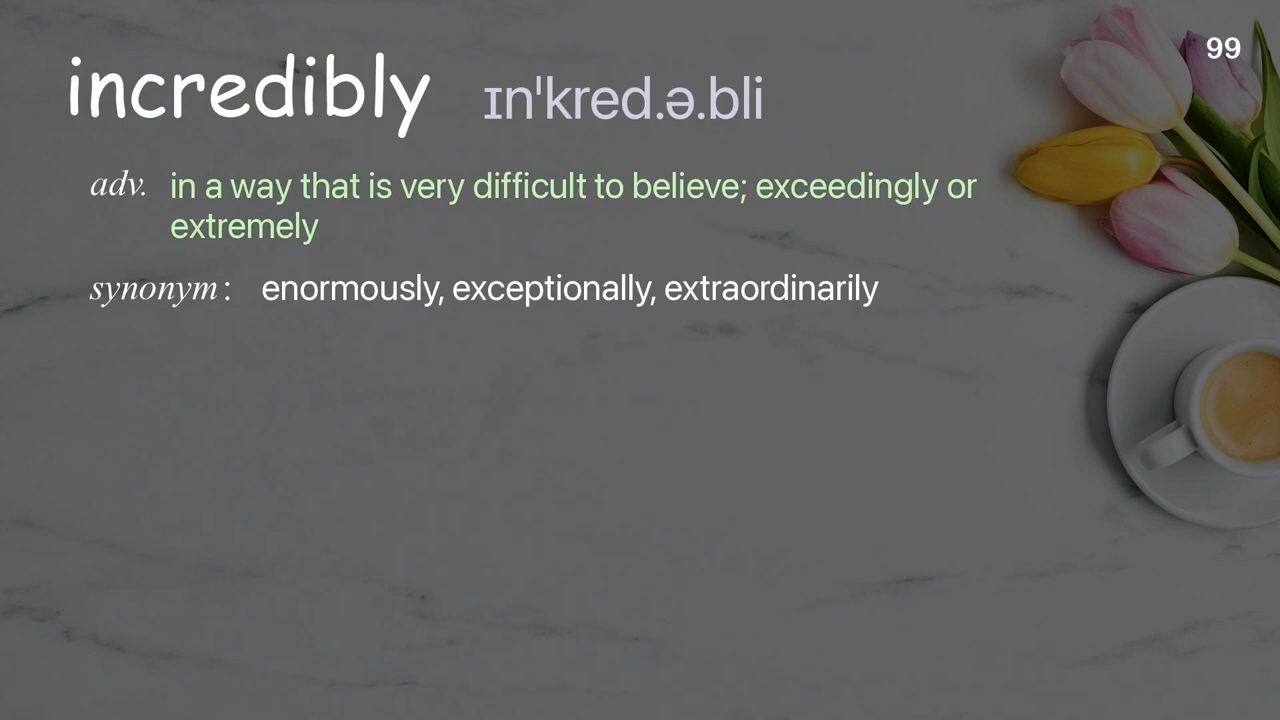 99
incredibly ɪnˈkred.ə.bli
adv. in a way that is very difficult to believe; exceedingly or
extremely
synonym : enormously, exceptionally, extraordinarily